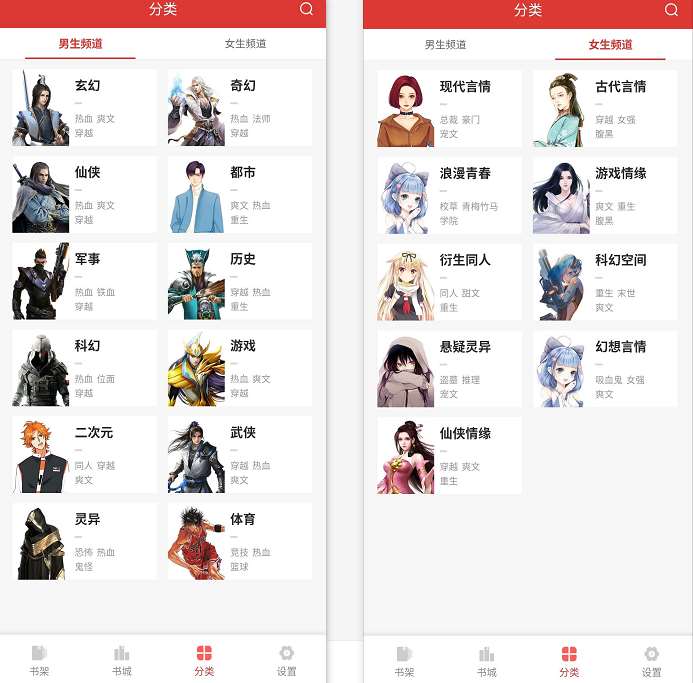 分类
男生频道 女生频道
玄幻
热血 爽文
穿越
奇幻
热血 法师
穿越
仙侠
热血 爽文
穿越
都市
爽文 热血
重生
军事
热血 铁血
穿越
历史
穿越 热血
重生
科幻
热血 位面
穿越
游戏
热血 爽文
穿越
二次元
同人 穿越
爽文
武侠
穿越 热血
爽文
灵异
恐怖 热血
鬼怪
体育
竞技 热血
篮球
书架 书城 分类 设置
分类
男生频道 女生频道
现代言情
总裁 豪门
宠文
古代言情
穿越 女强
腹黑
浪漫青春
校草 青梅竹马
学院
游戏情缘
爽文 重生
腹黑
衍生同人
同人 甜文
重生
科幻空间
重生 末世
爽文
悬疑灵异
盗墓 推理
宠文
幻想言情
吸血鬼 女强
爽文
仙侠情缘
穿越 爽文
重生
书架 书城 分类 设置